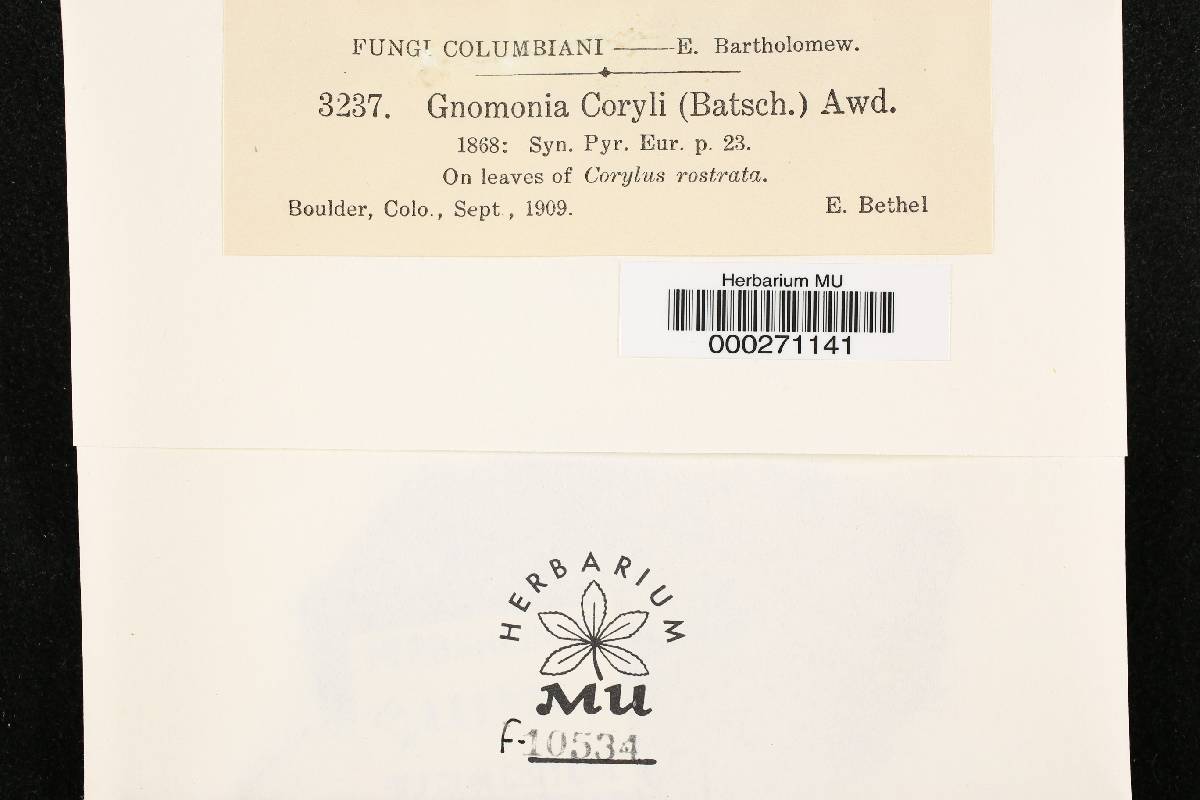 FUNGI COLUMBIANI —— E. Bartholomew.
3237. Gnomonia Coryli (Batsch.) Awd.
1868: Syn. Pyr. Eur. p. 23.
On leaves of Corylus rostrata.
Boulder, Colo., Sept., 1909. E. Bethel
Herbarium MU
000271141
HERBARIUM
MU
F-10534